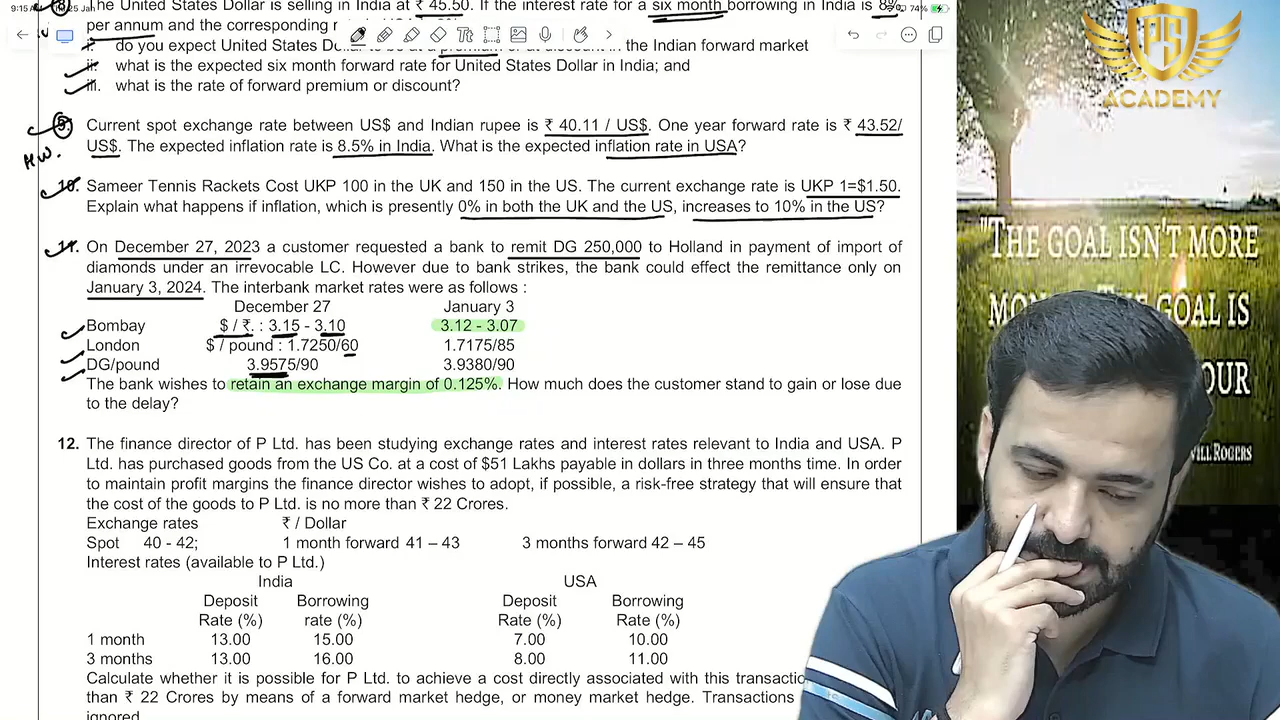 9:15 AM 25 Jan
74%
8. The United States Dollar is selling in India at ₹ 45.50. If the interest rate for a six month borrowing in India is 8%
per annum and the corresponding
i. do you expect United States Dollar to be at a premium or at discount in the Indian forward market
ii. what is the expected six month forward rate for United States Dollar in India; and
iii. what is the rate of forward premium or discount?
9. Current spot exchange rate between US$ and Indian rupee is ₹ 40.11 / US$. One year forward rate is ₹ 43.52/
H.W. US$. The expected inflation rate is 8.5% in India. What is the expected inflation rate in USA?
10. Sameer Tennis Rackets Cost UKP 100 in the UK and 150 in the US. The current exchange rate is UKP 1=$1.50.
Explain what happens if inflation, which is presently 0% in both the UK and the US, increases to 10% in the US?
11. On December 27, 2023 a customer requested a bank to remit DG 250,000 to Holland in payment of import of
diamonds under an irrevocable LC. However due to bank strikes, the bank could effect the remittance only on
January 3, 2024. The interbank market rates were as follows :
December 27 January 3
Bombay $ / ₹. : 3.15 - 3.10 3.12 - 3.07
London $ / pound : 1.7250/60 1.7175/85
DG/pound 3.9575/90 3.9380/90
The bank wishes to retain an exchange margin of 0.125%. How much does the customer stand to gain or lose due
to the delay?
12. The finance director of P Ltd. has been studying exchange rates and interest rates relevant to India and USA. P
Ltd. has purchased goods from the US Co. at a cost of $51 Lakhs payable in dollars in three months time. In order
to maintain profit margins the finance director wishes to adopt, if possible, a risk-free strategy that will ensure that
the cost of the goods to P Ltd. is no more than ₹ 22 Crores.
Exchange rates ₹ / Dollar
Spot 40 - 42; 1 month forward 41 – 43 3 months forward 42 – 45
Interest rates (available to P Ltd.)
India USA
Deposit Borrowing Deposit Borrowing
Rate (%) rate (%) Rate (%) Rate (%)
1 month 13.00 15.00 7.00 10.00
3 months 13.00 16.00 8.00 11.00
Calculate whether it is possible for P Ltd. to achieve a cost directly associated with this transactio
than ₹ 22 Crores by means of a forward market hedge, or money market hedge. Transactions
ignored
PS
ACADEMY
"THE GOAL ISN'T MORE
GOAL IS
OUR
WILL ROGERS